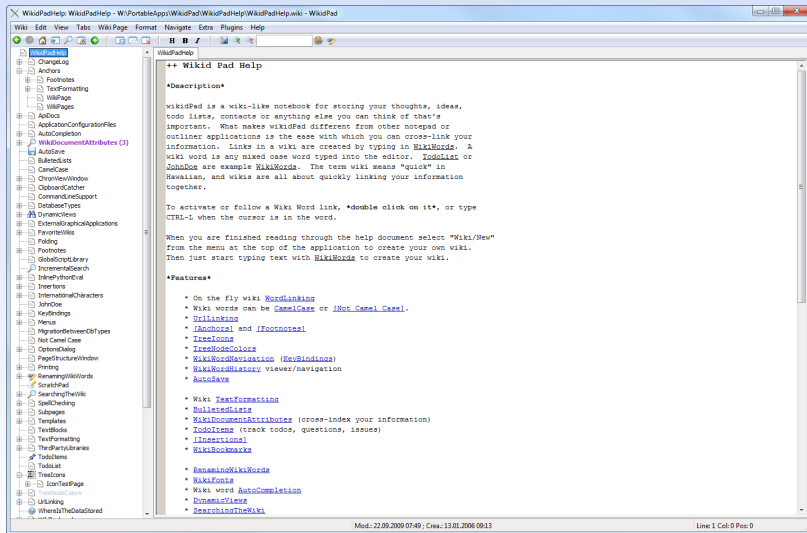 WikidPadHelp: WikidPadHelp - W:\PortableApps\WikidPad\WikidPadHelp\WikidPadHelp.wiki - WikidPad
Wiki Edit View Tabs Wiki Page Format Navigate Extra Plugins Help
H B I
WikidPadHelp
ChangeLog
Anchors
Footnotes
TextFormatting
WikiPage
WikiPages
ApiDocs
ApplicationConfigurationFiles
AutoCompletion
WikiDocumentAttributes (3)
AutoSave
BulletedLists
CamelCase
ChronViewWindow
ClipboardCatcher
CommandLineSupport
DatabaseTypes
DynamicViews
ExternalGraphicalApplications
FavoriteWikis
Folding
Footnotes
GlobalScriptLibrary
IncrementalSearch
InlinePythonEval
Insertions
InternationalCharacters
JohnDoe
KeyBindings
Menus
MigrationBetweenDbTypes
Not Camel Case
OptionsDialog
PageStructureWindow
Printing
RenamingWikiWords
ScratchPad
SearchingTheWiki
SpellChecking
Subpages
Templates
TextBlocks
TextFormatting
ThirdPartyLibraries
TodoItems
TodoList
TreeIcons
IconTestPage
TreeNodeColors
UrlLinking
WhereIsTheDataStored
WikidPadHelp
++ Wikid Pad Help
*Description*
wikidPad is a wiki-like notebook for storing your thoughts, ideas,
todo lists, contacts or anything else you can think of that's
important. What makes wikidPad different from other notepad or
outliner applications is the ease with which you can cross-link your
information. Links in a wiki are created by typing in WikiWords. A
wiki word is any mixed case word typed into the editor. TodoList or
JohnDoe are example WikiWords. The term wiki means "quick" in
Hawaiian, and wikis are all about quickly linking your information
together.
To activate or follow a Wiki Word link, *double click on it*, or type
CTRL-L when the cursor is in the word.
When you are finished reading through the help document select "Wiki/New"
from the menu at the top of the application to create your own wiki.
Then just start typing text with WikiWords to create your wiki.
*Features*
* On the fly wiki WordLinking
* Wiki words can be CamelCase or [Not Camel Case].
* UrlLinking
* [Anchors] and [Footnotes]
* TreeIcons
* TreeNodeColors
* WikiWordNavigation (KeyBindings)
* WikiWordHistory viewer/navigation
* AutoSave
* Wiki TextFormatting
* BulletedLists
* WikiDocumentAttributes (cross-index your information)
* TodoItems (track todos, questions, issues)
* [Insertions]
* WikiBookmarks
* RenamingWikiWords
* WikiFonts
* Wiki word AutoCompletion
* DynamicViews
* SearchingTheWiki
Mod.: 22.09.2009 07:49 ; Crea.: 13.01.2006 09:13
Line: 1 Col: 0 Pos: 0